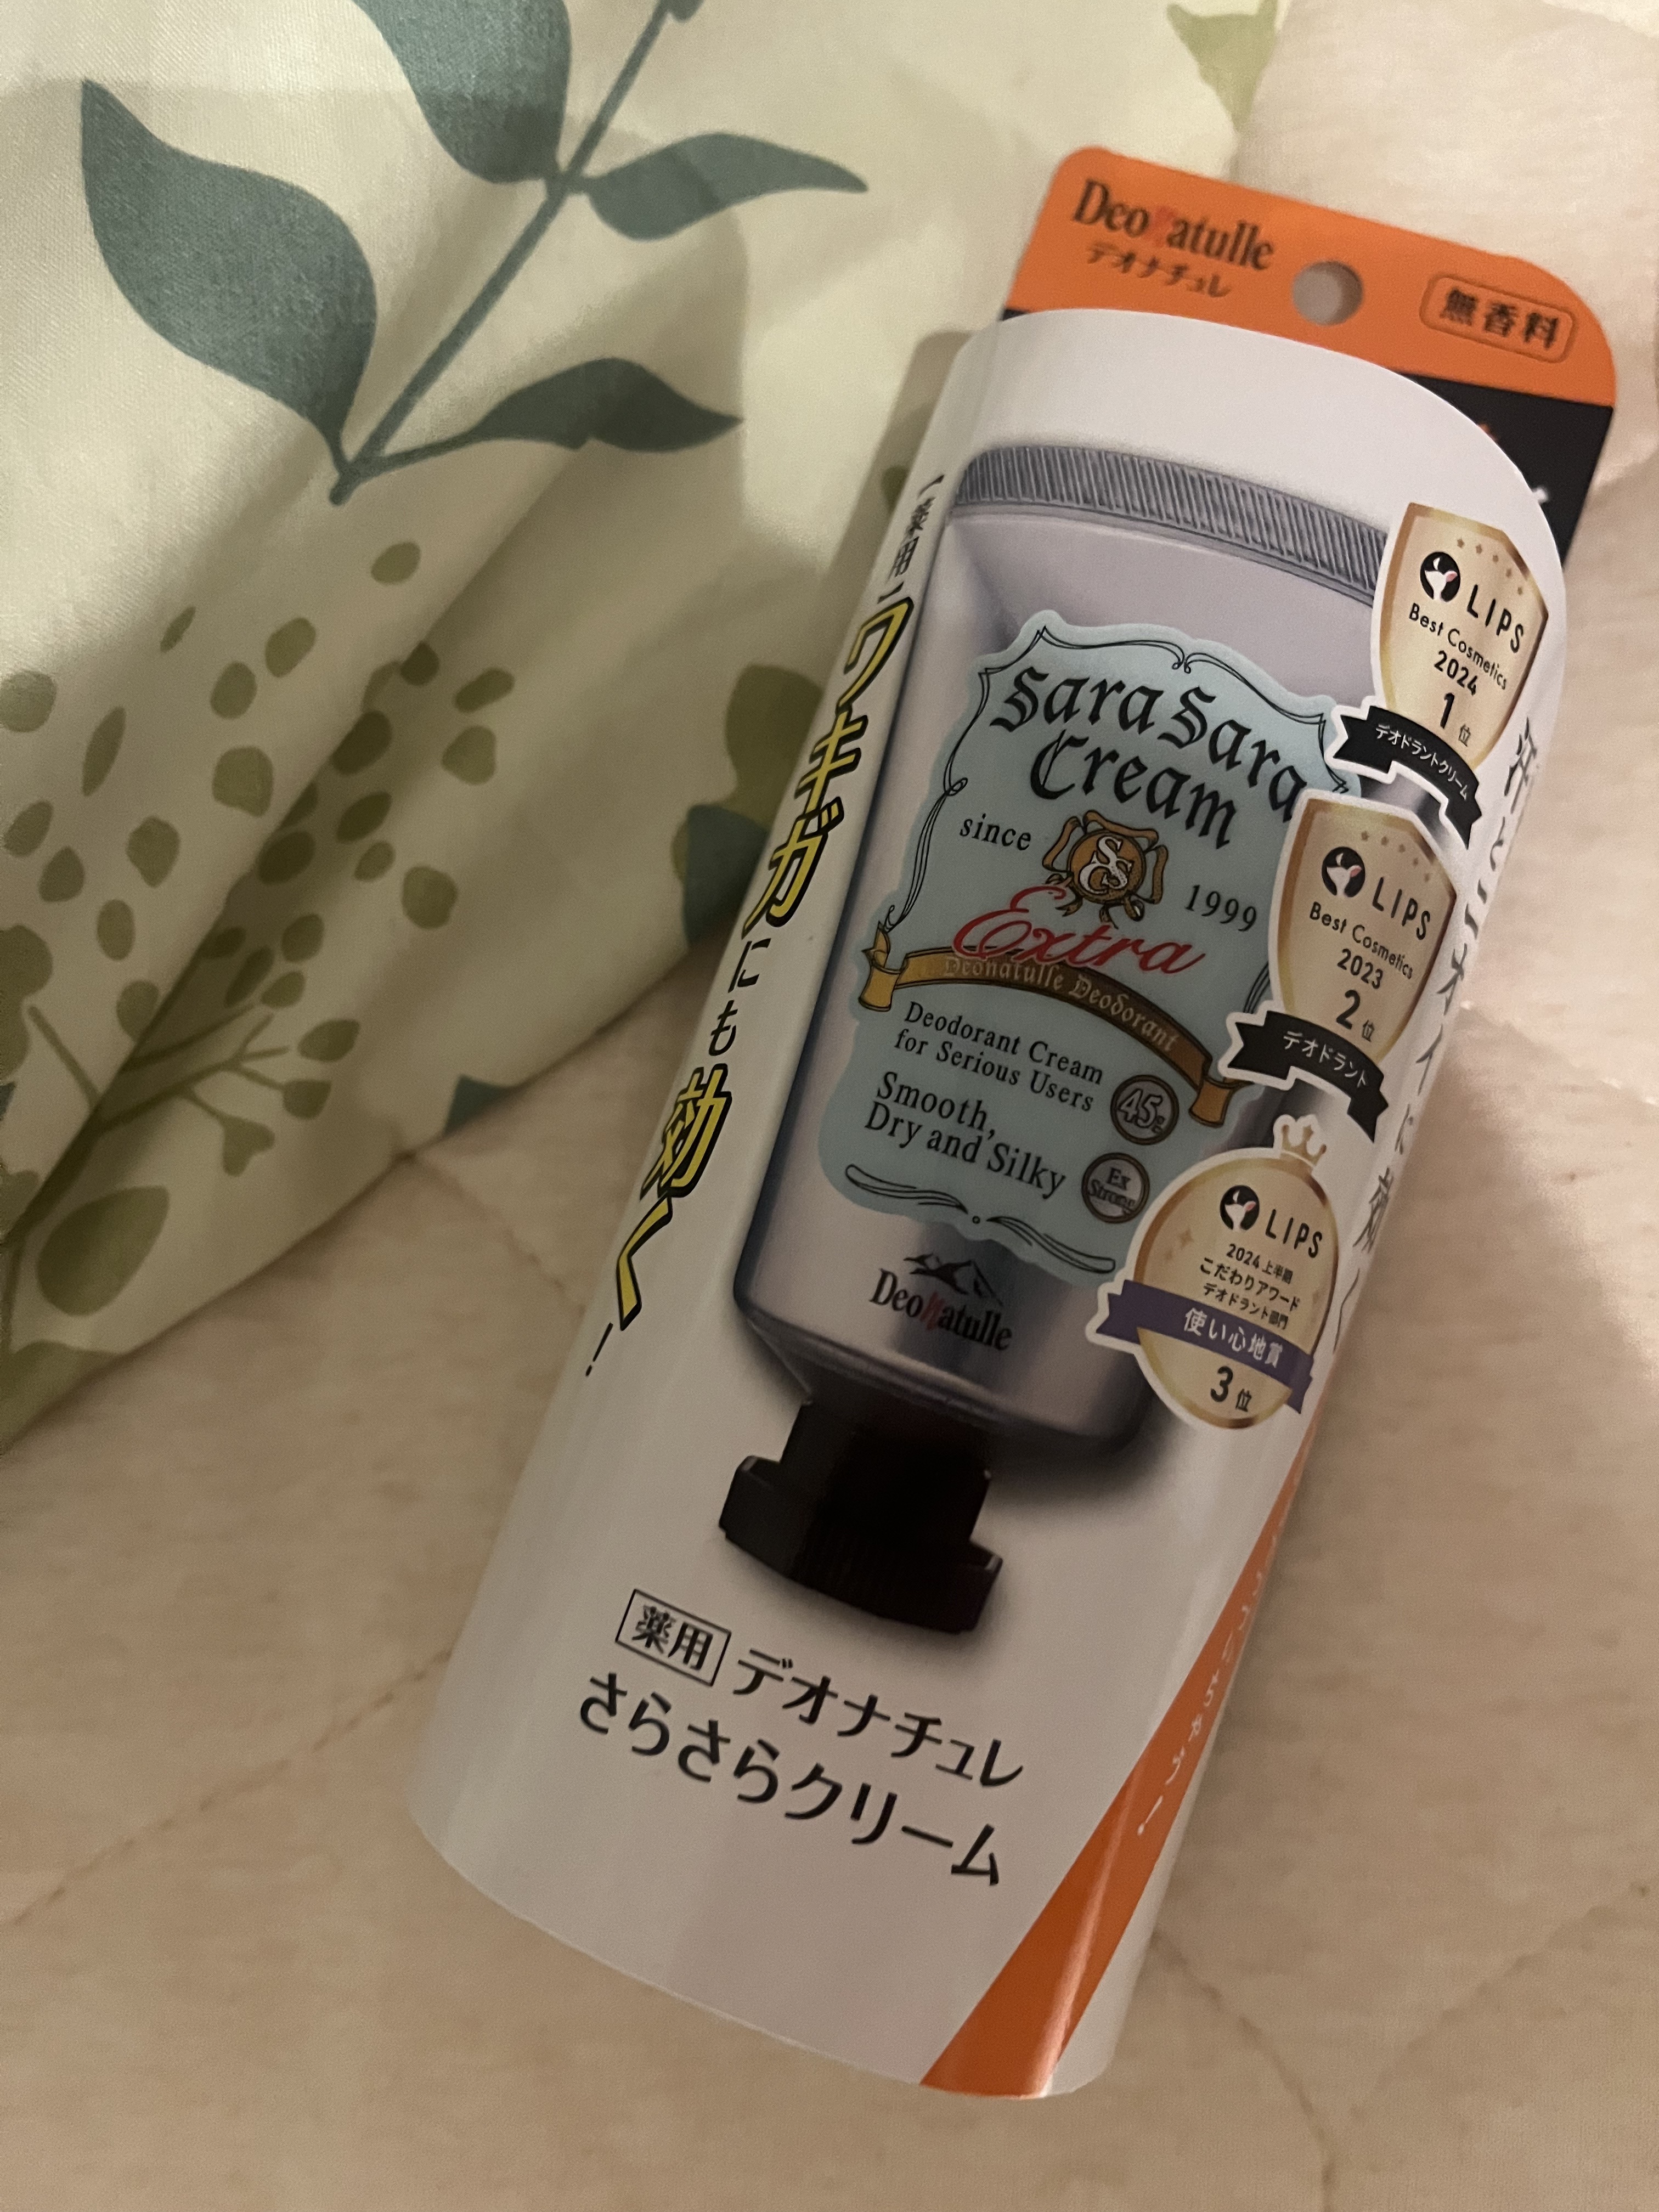 Deonatulle
デオナチュレ
無香料
【薬用】ワキガにも効く!
Sara Sara
Cream
since
SSC
1999
Extra
Deonatulle Deodorant
Deodorant Cream
for Serious Users
45g
Smooth,
Dry and Silky
Ex
Strong
Deonatulle
LIPS
Best Cosmetics
2024
1位
デオドラントクリーム
LIPS
Best Cosmetics
2023
2位
デオドラント
LIPS
2024上半期
こだわりアワード
デオドラント部門
使い心地賞
3位
汗とニオイに効く
薬用 デオナチュレ
さらさらクリーム